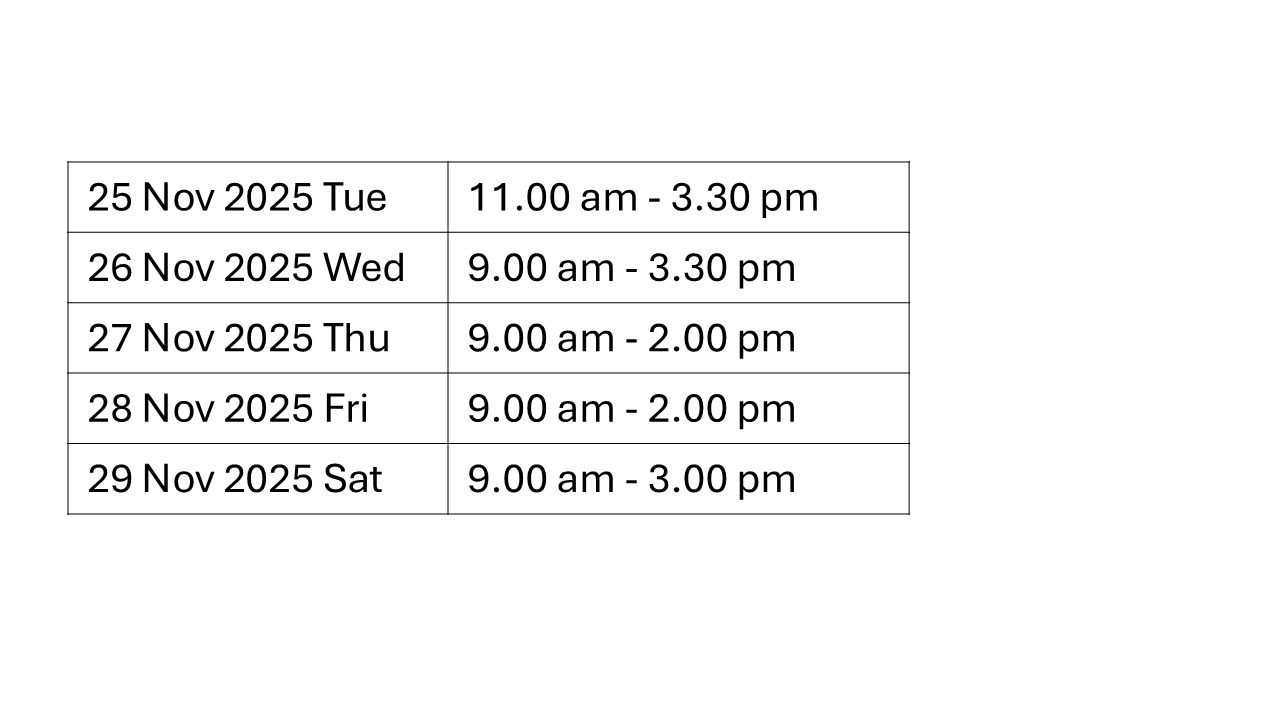 25 Nov 2025 Tue 11.00 am - 3.30 pm
26 Nov 2025 Wed 9.00 am - 3.30 pm
27 Nov 2025 Thu 9.00 am - 2.00 pm
28 Nov 2025 Fri 9.00 am - 2.00 pm
29 Nov 2025 Sat 9.00 am - 3.00 pm